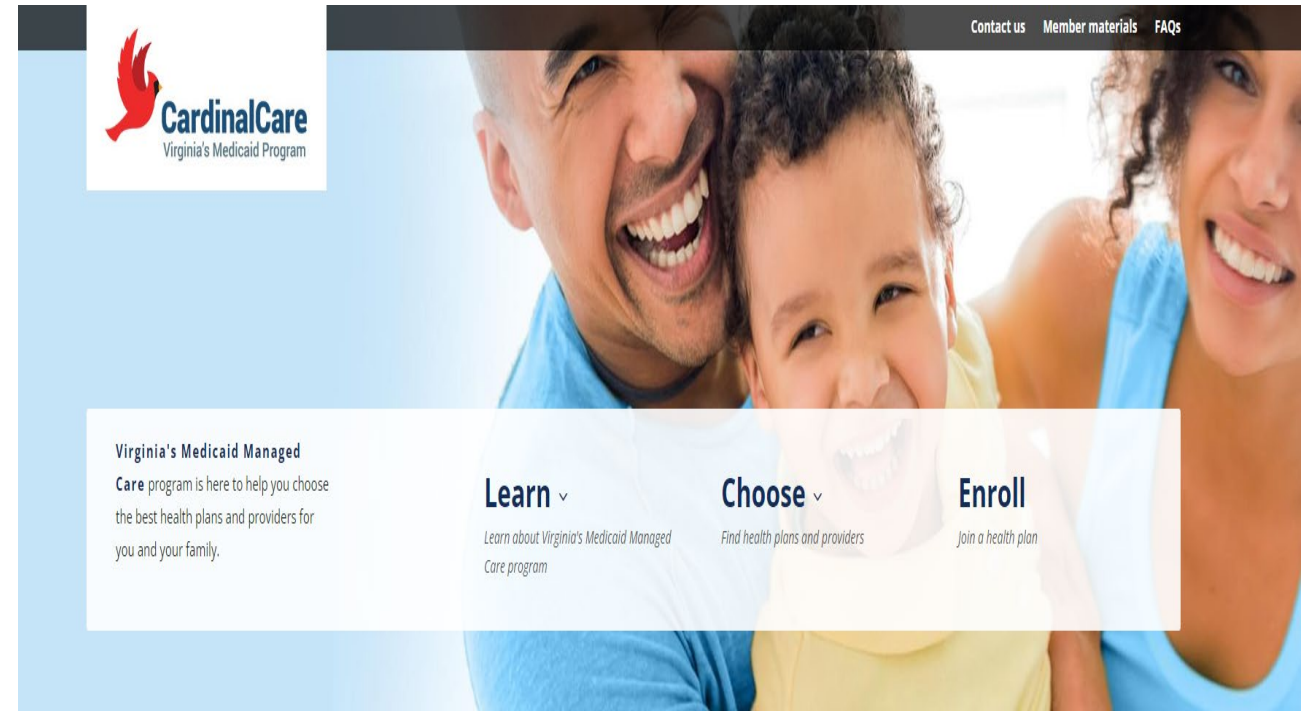 Contact us Member materials FAQs
CardinalCare
Virginia's Medicaid Program
Virginia's Medicaid Managed
Care program is here to help you choose
the best health plans and providers for
you and your family.
Learn
Learn about Virginia's Medicaid Managed
Care program
Choose
Find health plans and providers
Enroll
Join a health plan